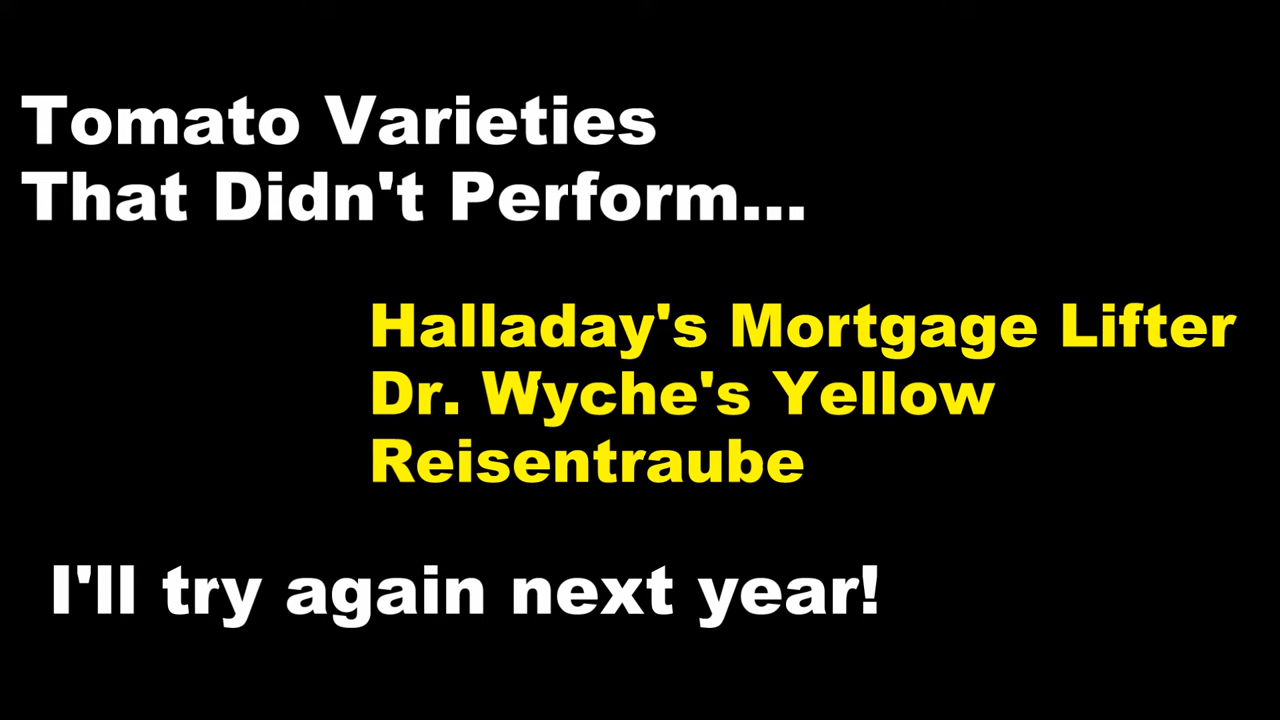 Tomato Varieties
That Didn't Perform...
Halladay's Mortgage Lifter
Dr. Wyche's Yellow
Reisentraube
I'll try again next year!